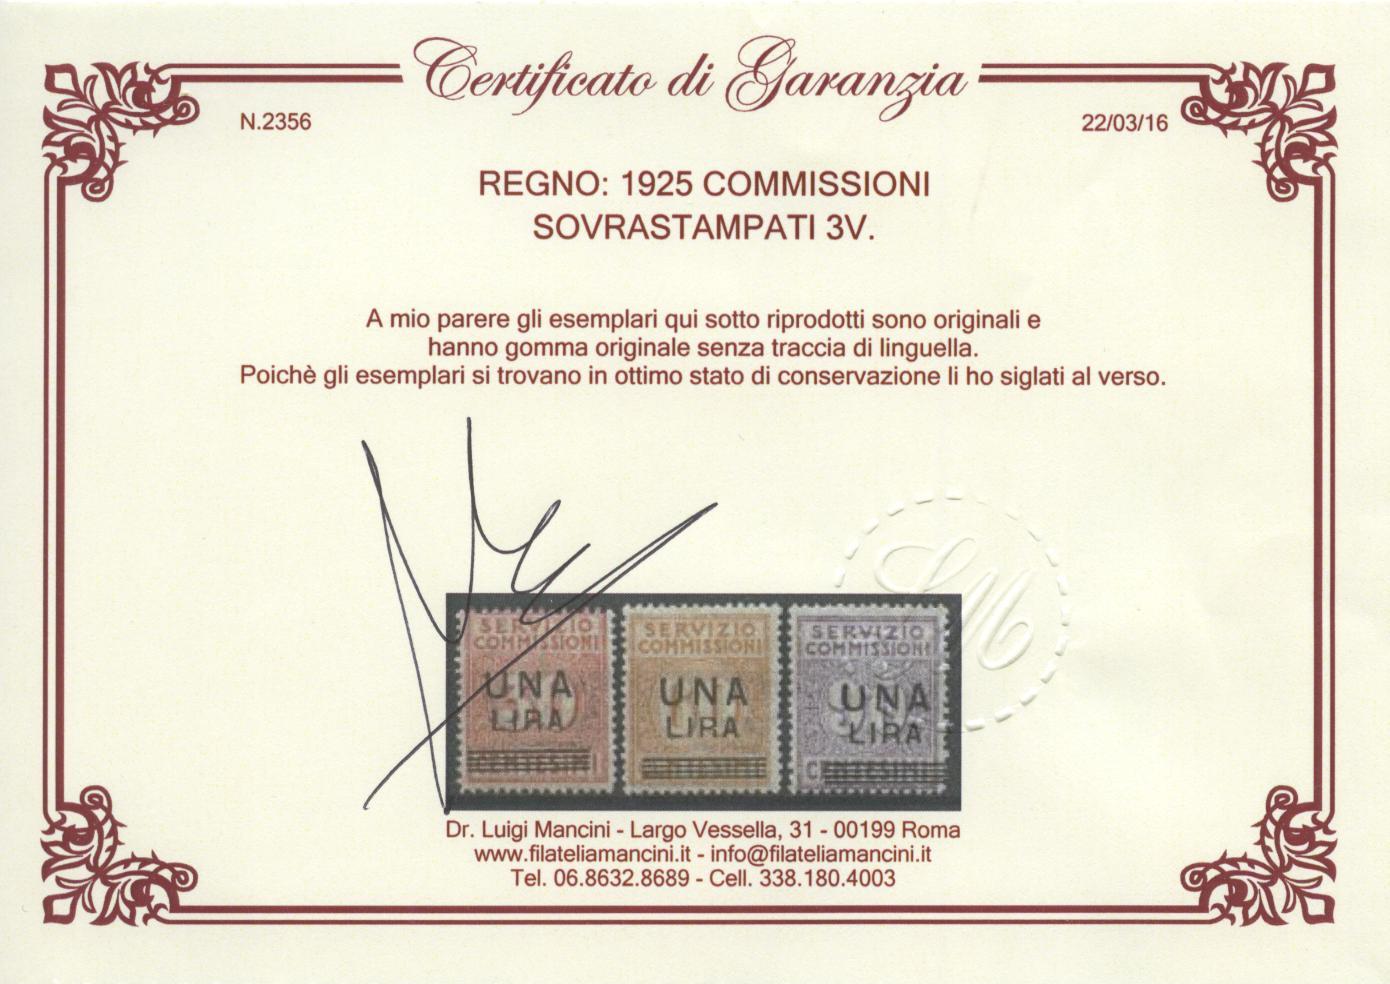 Certificato di Garanzia
N.2356
22/03/16
REGNO: 1925 COMMISSIONI
SOVRASTAMPATI 3V.
A mio parere gli esemplari qui sotto riprodotti sono originali e
hanno gomma originale senza traccia di linguella.
Poichè gli esemplari si trovano in ottimo stato di conservazione li ho siglati al verso.
LM
SERVIZIO
COMMISSIONI
UNA
LIRA
CENTESIMI
SERVIZIO
COMMISSIONI
UNA
LIRA
CENTESIMI
SERVIZIO
COMMISSIONI
UNA
LIRA
CENTESIMI
Dr. Luigi Mancini - Largo Vessella, 31 - 00199 Roma
www.filateliamancini.it - info@filateliamancini.it
Tel. 06.8632.8689 - Cell. 338.180.4003